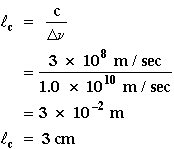 ℓc = c / Δν
= 3 × 10^8 m / sec / 1.0 × 10^10 m / sec
= 3 × 10^-2 m
ℓc = 3 cm